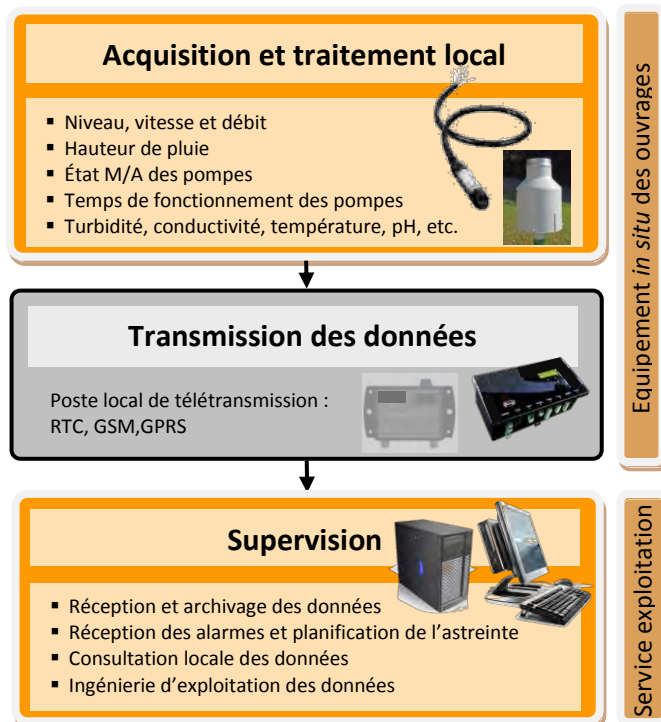 Acquisition et traitement local
▪ Niveau, vitesse et débit
▪ Hauteur de pluie
▪ État M/A des pompes
▪ Temps de fonctionnement des pompes
▪ Turbidité, conductivité, température, pH, etc.
Equipement in situ des ouvrages
Transmission des données
Poste local de télétransmission :
RTC, GSM,GPRS
Supervision
▪ Réception et archivage des données
▪ Réception des alarmes et planification de l’astreinte
▪ Consultation locale des données
▪ Ingénierie d’exploitation des données
Service exploitation